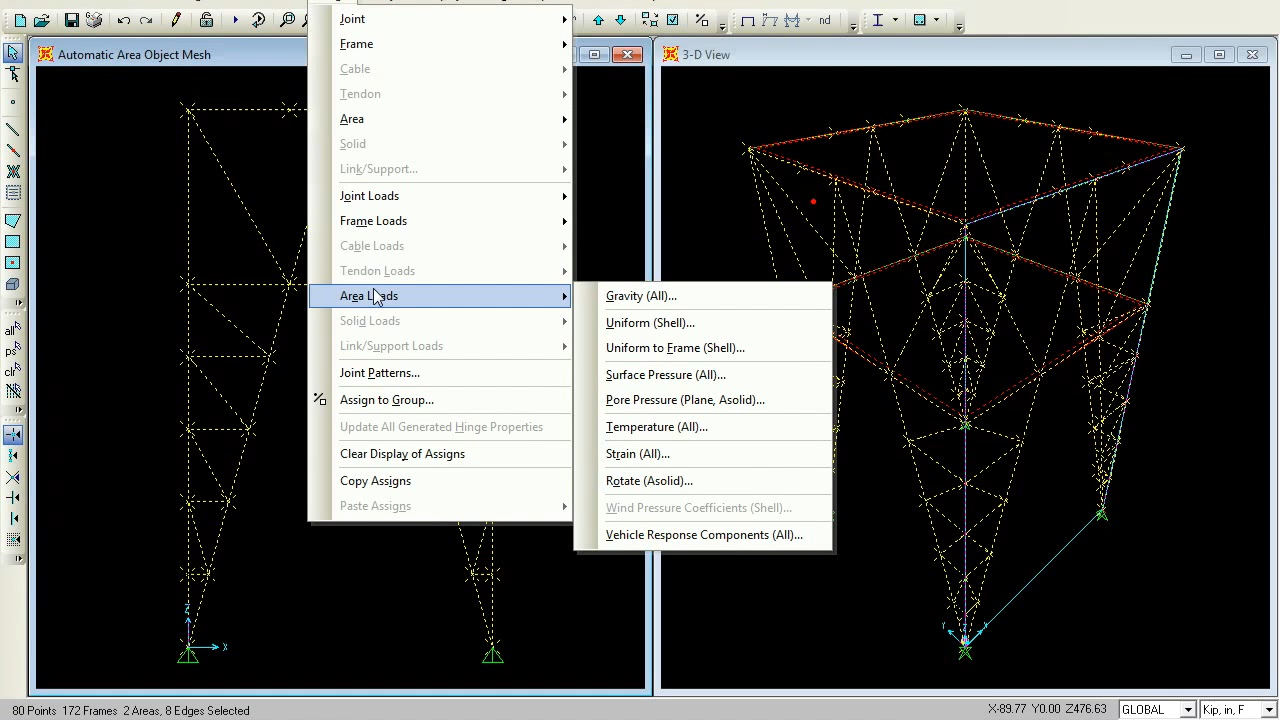 nd
Automatic Area Object Mesh
3-D View
Joint
Frame
Cable
Tendon
Area
Solid
Link/Support...
Joint Loads
Frame Loads
Cable Loads
Tendon Loads
Area Loads
Solid Loads
Link/Support Loads
Joint Patterns...
Assign to Group...
Update All Generated Hinge Properties
Clear Display of Assigns
Copy Assigns
Paste Assigns
Gravity (All)...
Uniform (Shell)...
Uniform to Frame (Shell)...
Surface Pressure (All)...
Pore Pressure (Plane, Asolid)...
Temperature (All)...
Strain (All)...
Rotate (Asolid)...
Wind Pressure Coefficients (Shell)...
Vehicle Response Components (All)...
all
ps
clr
Z
X
Y
Z
X
80 Points 172 Frames 2 Areas, 8 Edges Selected
X-89.77 Y0.00 Z476.63
GLOBAL
Kip, in, F